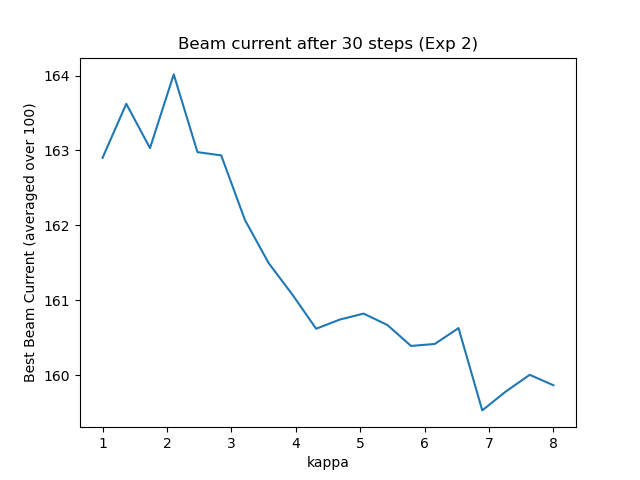 Beam current after 30 steps (Exp 2)
Best Beam Current (averaged over 100)
164
163
162
161
160
1 2 3 4 5 6 7 8
kappa